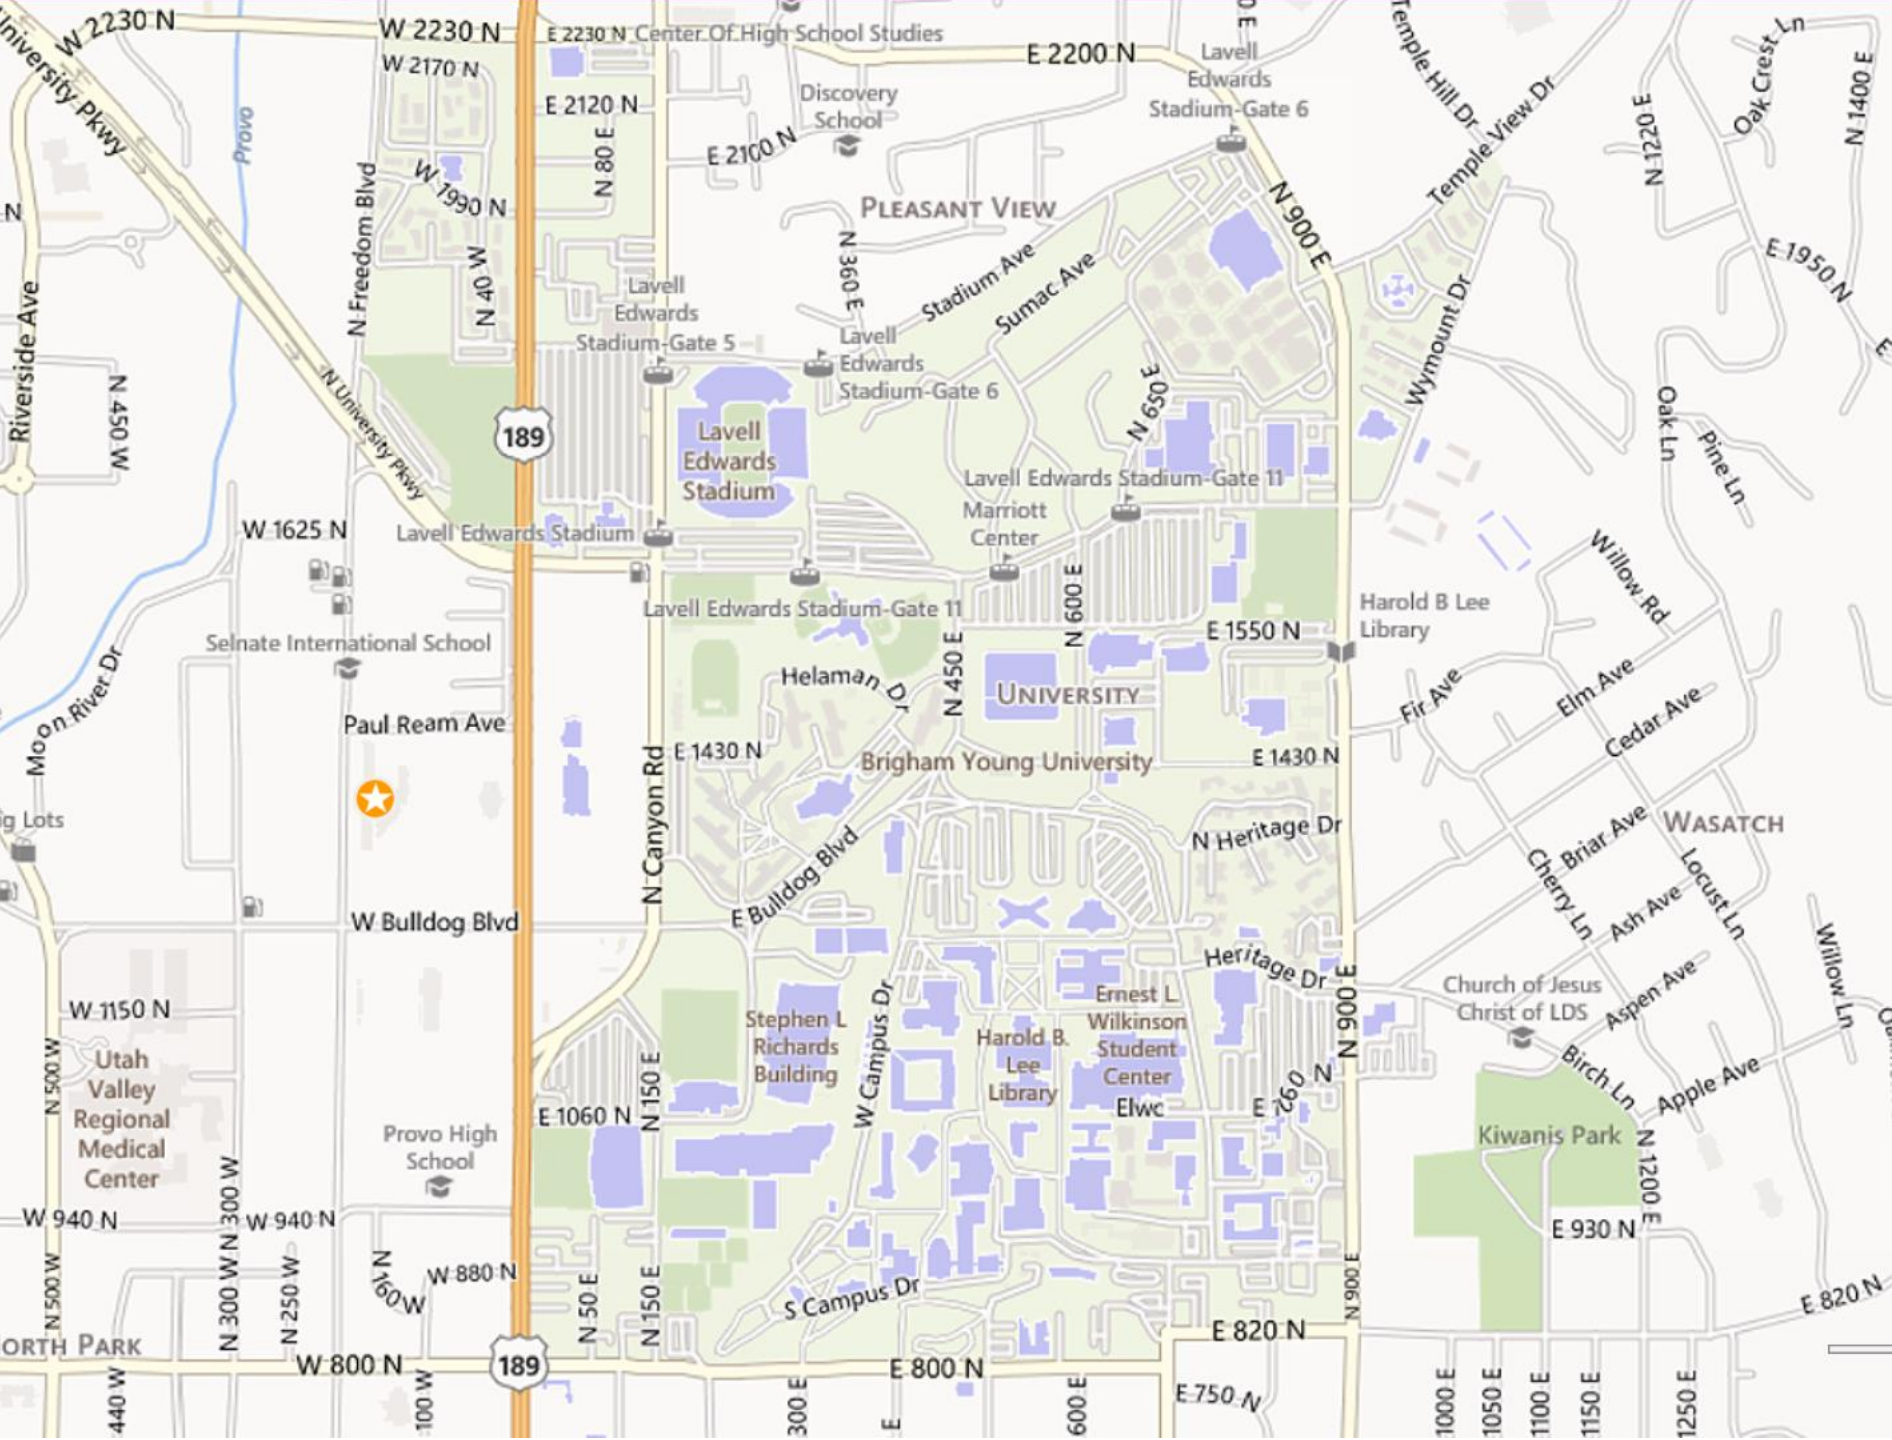 W 2230 N
W 2230 N
E 2230 N
Center Of High School Studies
E 2200 N
Lavell
Edwards
Stadium-Gate 6
Temple Hill Dr
Temple View Dr
Oak Crest Ln
N 1400 E
N 1220 E
University Pkwy
University Pkwy
Provo
W 2170 N
E 2120 N
N 80 E
Discovery
School
E 2100 N
W 1990 N
N
N Freedom Blvd
PLEASANT VIEW
N 900 E
E 1950 N
N 40 W
N 360 E
Stadium Ave
Sumac Ave
Riverside Ave
Lavell
Edwards
Stadium-Gate 5
Lavell
Edwards
Stadium-Gate 6
Wymount Dr
E
N 450 W
N University Pkwy
189
Lavell
Edwards
Stadium
N 650 E
Oak Ln
Pine Ln
Lavell Edwards Stadium-Gate 11
Marriott
Center
W 1625 N
Lavell Edwards Stadium
Willow Rd
Lavell Edwards Stadium-Gate 11
N 600 E
Harold B Lee
Library
E 1550 N
Selnate International School
Moon River Dr
Helaman Dr
N 450 E
UNIVERSITY
Fir Ave
Elm Ave
Cedar Ave
Paul Ream Ave
E 1430 N
Brigham Young University
E 1430 N
ig Lots
N Canyon Rd
N Heritage Dr
WASATCH
Briar Ave
Cherry Ln
Locust Ln
Ash Ave
E Bulldog Blvd
W Bulldog Blvd
Willow Ln
Heritage Dr
Aspen Ave
N 900 E
Church of Jesus
Christ of LDS
W 1150 N
Ernest L
Wilkinson
Student
Center
Stephen L
Richards
Building
W Campus Dr
Harold B.
Lee
Library
Utah
Valley
Regional
Medical
Center
N 500 W
N 150 E
Birch Ln
Apple Ave
E 1060 N
Elwc
N
Provo High
School
Kiwanis Park
N 1200 E
W 940 N
N 300 W
W 940 N
E 930 N
N 500 W
N 300 W
N 250 W
N 160 W
W 880 N
N 50 E
N 150 E
S Campus Dr
N 900 E
E 820 N
E 820 N
ORTH PARK
W 800 N
189
E 800 N
440 W
100 W
300 E
E
600 E
E 750 N
1000 E
1050 E
1100 E
1150 E
1250 E